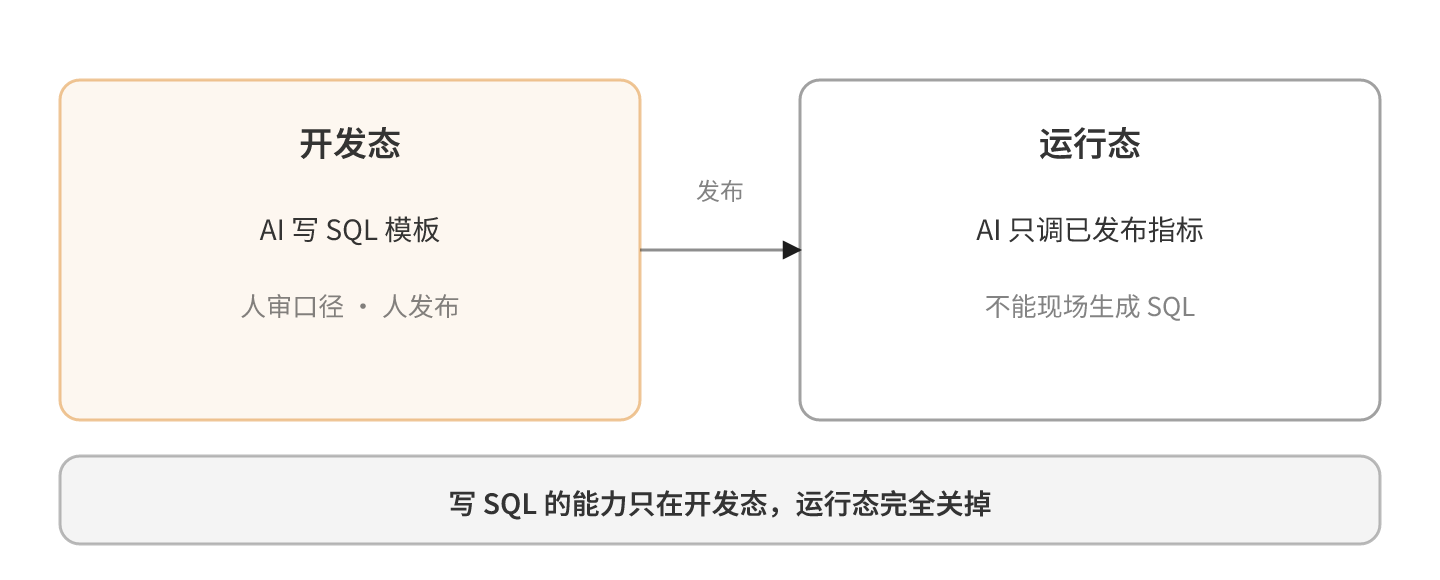 开发态
AI 写 SQL 模板
人审口径 · 人发布
发布
运行态
AI 只调已发布指标
不能现场生成 SQL
写 SQL 的能力只在开发态，运行态完全关掉